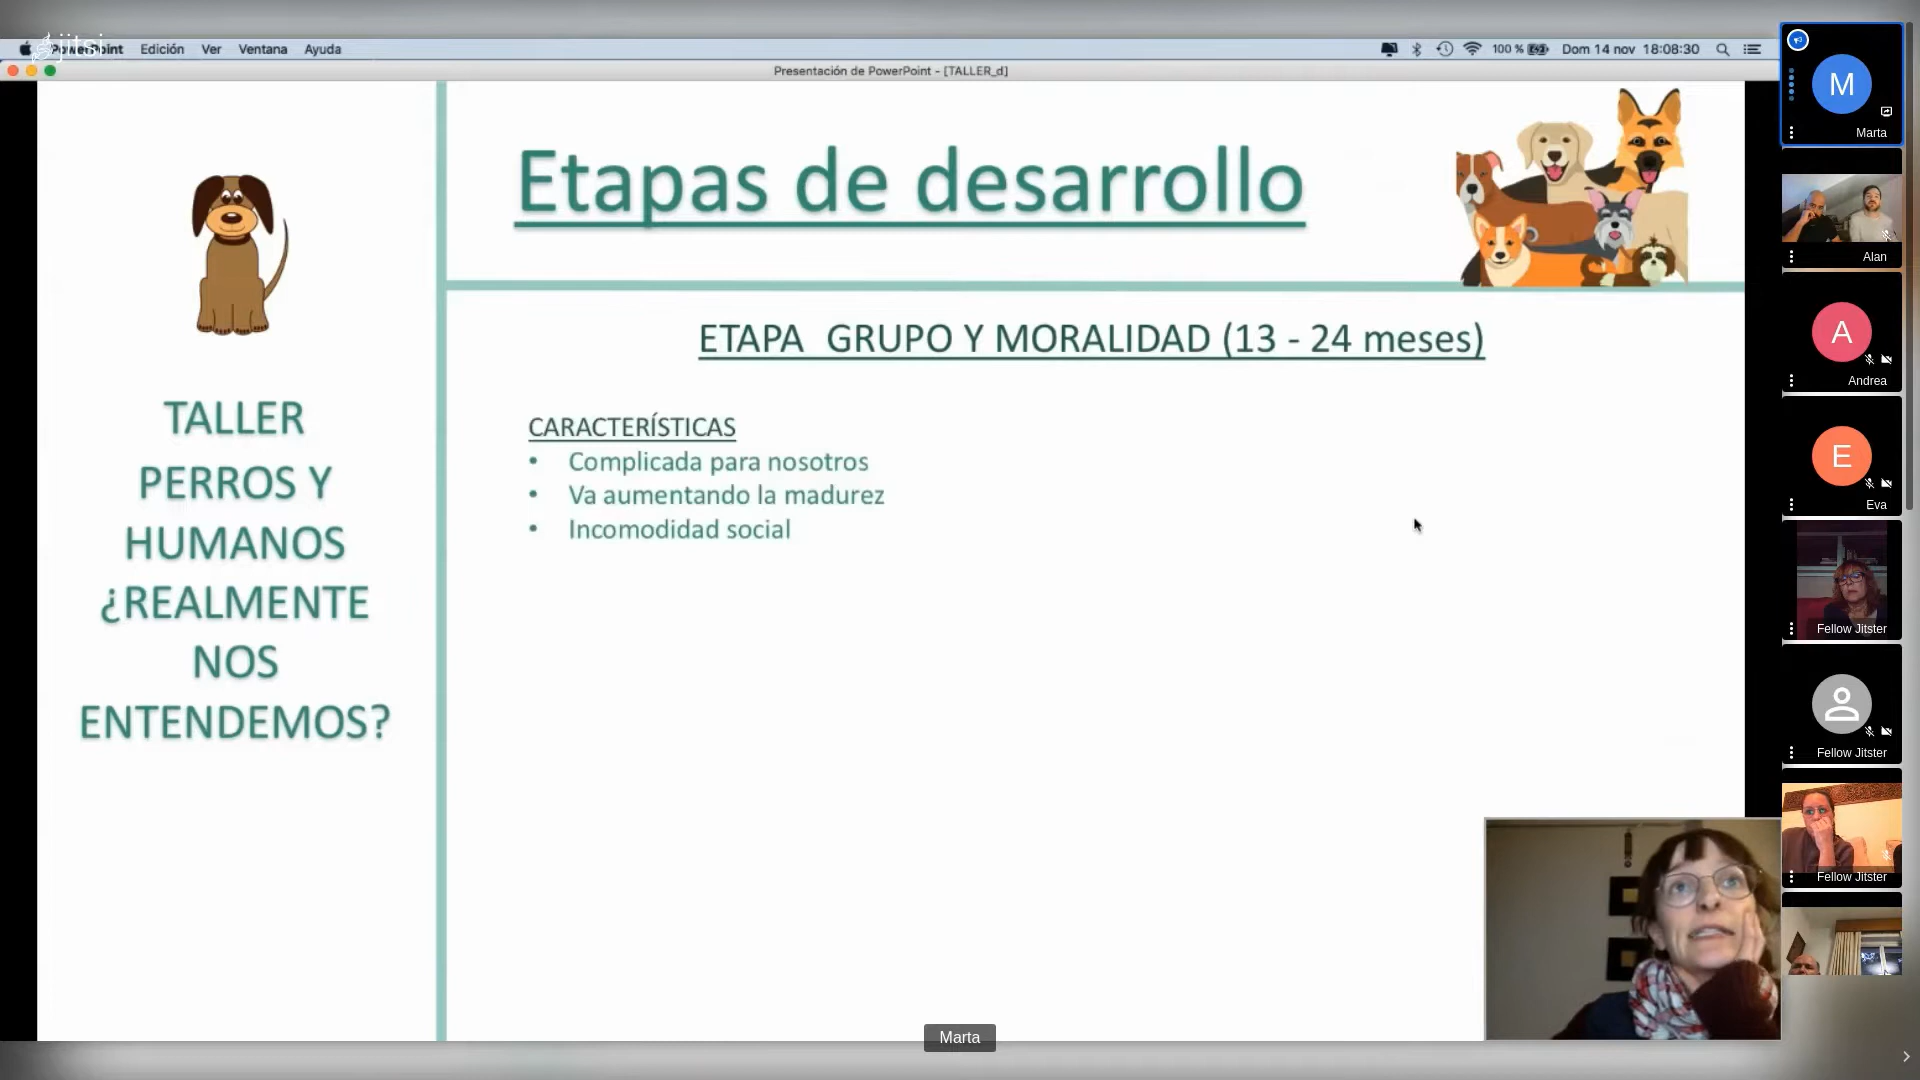 jitsi
PowerPoint Edición Ver Ventana Ayuda
100 % Dom 14 nov 18:08:30
Presentación de PowerPoint - [TALLER_d]
TALLER
PERROS Y
HUMANOS
¿REALMENTE
NOS
ENTENDEMOS?
Etapas de desarrollo
ETAPA GRUPO Y MORALIDAD (13 - 24 meses)
CARACTERÍSTICAS
• Complicada para nosotros
• Va aumentando la madurez
• Incomodidad social
Marta
M
Marta
Alan
A
Andrea
E
Eva
Fellow Jitster
Fellow Jitster
Fellow Jitster